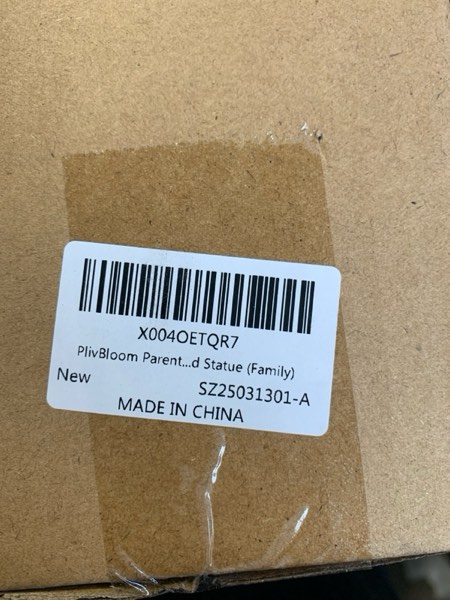 X004OETQR7
PlivBloom Parent...d Statue (Family)
New SZ25031301-A
MADE IN CHINA